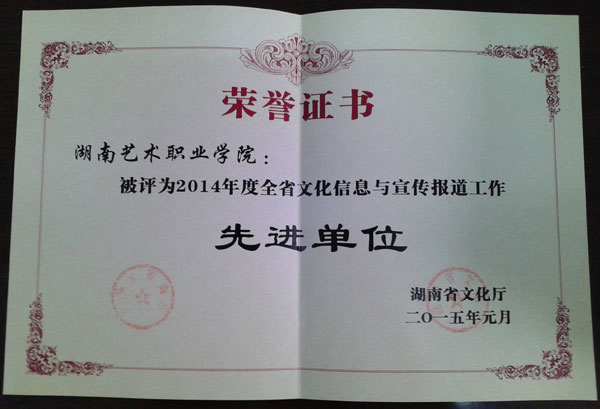 荣誉证书
湖南艺术职业学院：
被评为2014年度全省文化信息与宣传报道工作
先进单位
湖南省文化厅
二〇一五年元月